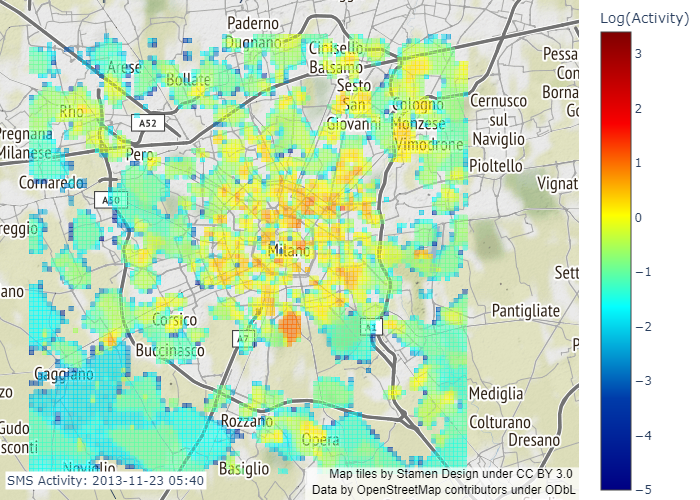 Log(Activity)
3
2
1
0
−1
−2
−3
−4
−5
Paderno
Dugnano
Cinisello
Balsamo
Sesto
San
Giovanni
Arese
Bollate
Rho
A52
Pero
Pregnana
Milanese
Cornaredo
A50
reggio
Cologno
Monzese
Vimodrone
Cernusco
sul
Naviglio
Pioltello
Pessa
Con
Borna
Go
Vignat
Milano
Sett
ano
Corsico
Buccinasco
A7
A1
Pantigliate
P
Gaggiano
zo
Gudo
sconti
Rozzano
Opera
Mediglia
Colturano
Dresano
Noviglio
Basiglio
SMS Activity: 2013-11-23 05:40
Map tiles by Stamen Design under CC BY 3.0
Data by OpenStreetMap contributors under ODbL